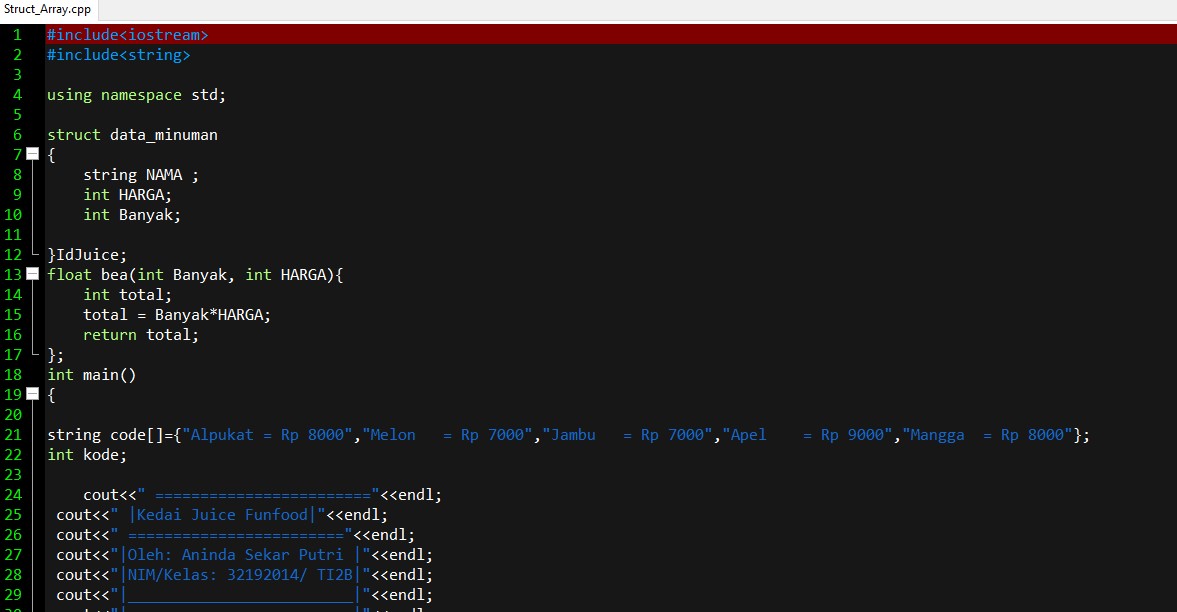 Struct_Array.cpp
1 #include<iostream>
2 #include<string>
3
4 using namespace std;
5
6 struct data_minuman
7 {
8 string NAMA ;
9 int HARGA;
10 int Banyak;
11
12 }IdJuice;
13 float bea(int Banyak, int HARGA){
14 int total;
15 total = Banyak*HARGA;
16 return total;
17 };
18 int main()
19 {
20
21 string code[]={"Alpukat = Rp 8000","Melon   = Rp 7000","Jambu   = Rp 7000","Apel    = Rp 9000","Mangga  = Rp 8000"};
22 int kode;
23
24 cout<<" ========================"<<endl;
25 cout<<" |Kedai Juice Funfood|"<<endl;
26 cout<<" ========================"<<endl;
27 cout<<"|Oleh: Aninda Sekar Putri |"<<endl;
28 cout<<"|NIM/Kelas: 32192014/ TI2B|"<<endl;
29 cout<<"|_________________________|"<<endl;